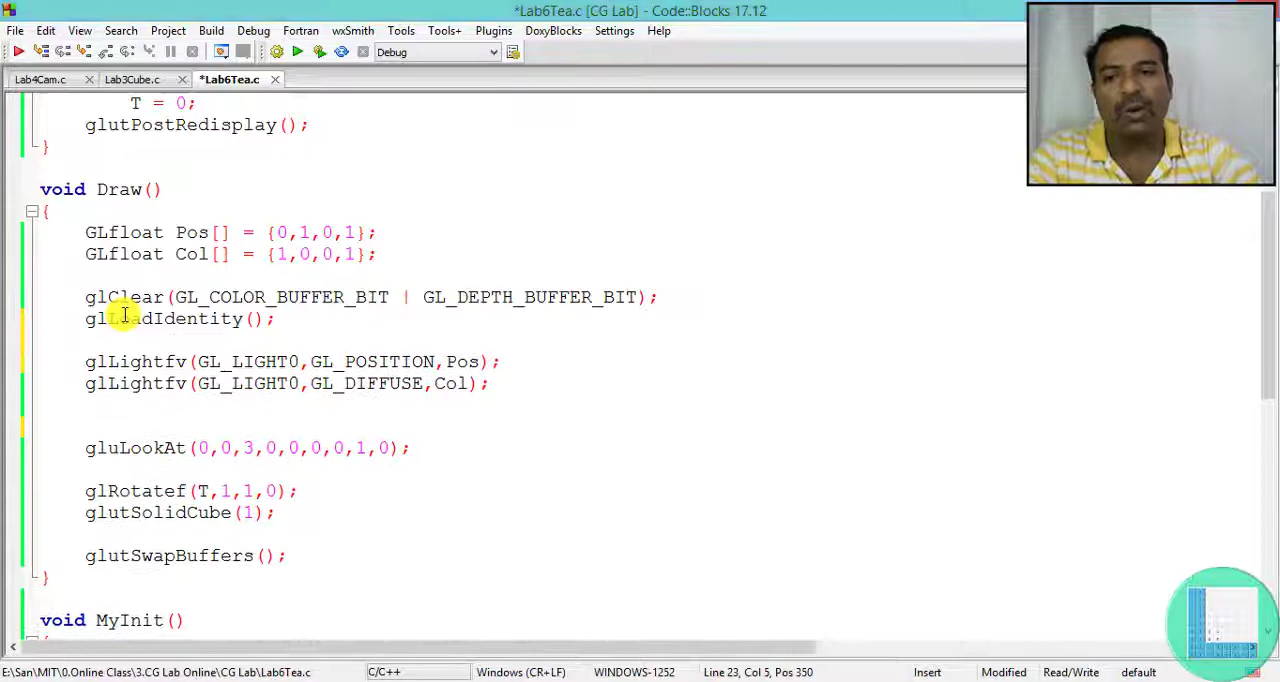 *Lab6Tea.c [CG Lab] - Code::Blocks 17.12
File Edit View Search Project Build Debug Fortran wxSmith Tools Tools+ Plugins DoxyBlocks Settings Help
Debug
Lab4Cam.c Lab3Cube.c *Lab6Tea.c
T = 0;
glutPostRedisplay();
}
void Draw()
{
GLfloat Pos[] = {0,1,0,1};
GLfloat Col[] = {1,0,0,1};
glClear(GL_COLOR_BUFFER_BIT | GL_DEPTH_BUFFER_BIT);
glLoadIdentity();
glLightfv(GL_LIGHT0,GL_POSITION,Pos);
glLightfv(GL_LIGHT0,GL_DIFFUSE,Col);
gluLookAt(0,0,3,0,0,0,0,1,0);
glRotatef(T,1,1,0);
glutSolidCube(1);
glutSwapBuffers();
}
void MyInit()
E:\San\MIT\0.Online Class\3.CG Lab Online\CG Lab\Lab6Tea.c C/C++ Windows (CR+LF) WINDOWS-1252 Line 23, Col 5, Pos 350 Insert Modified Read/Write default